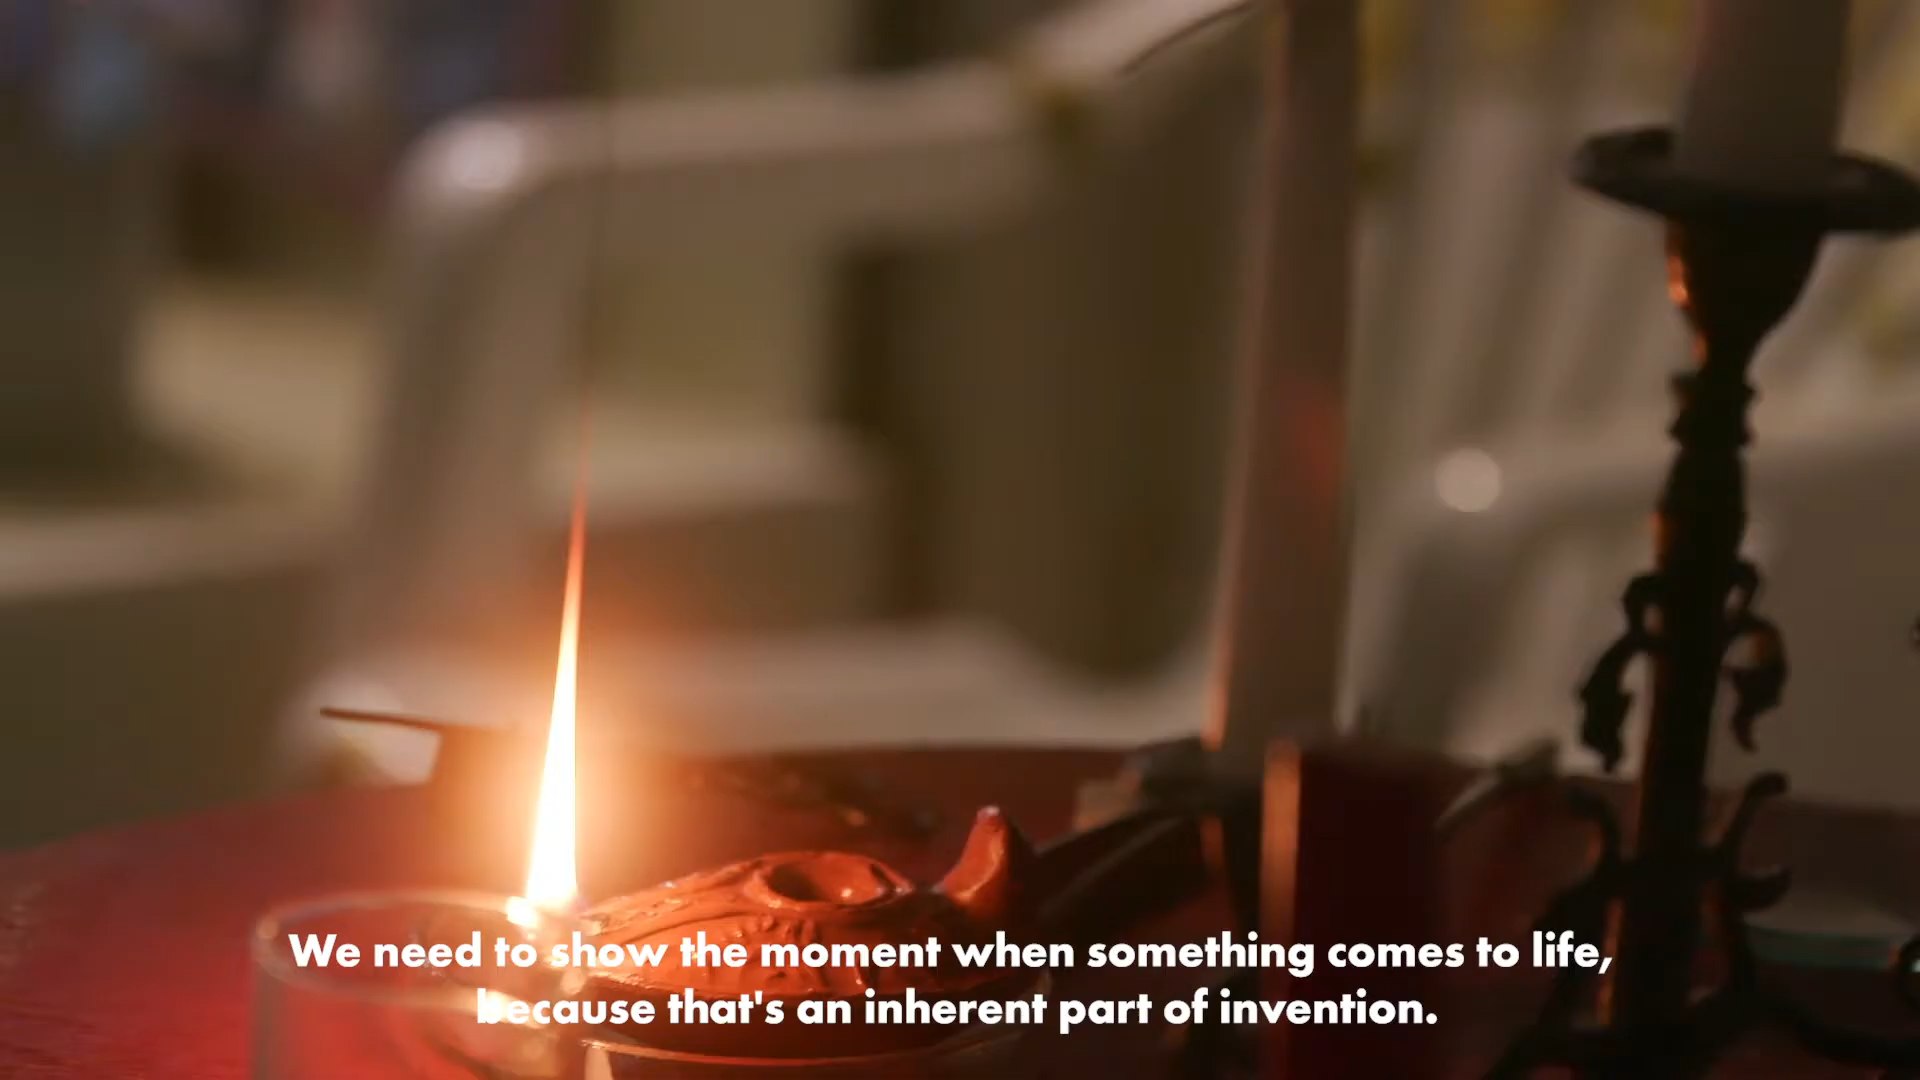 We need to show the moment when something comes to life,
because that's an inherent part of invention.